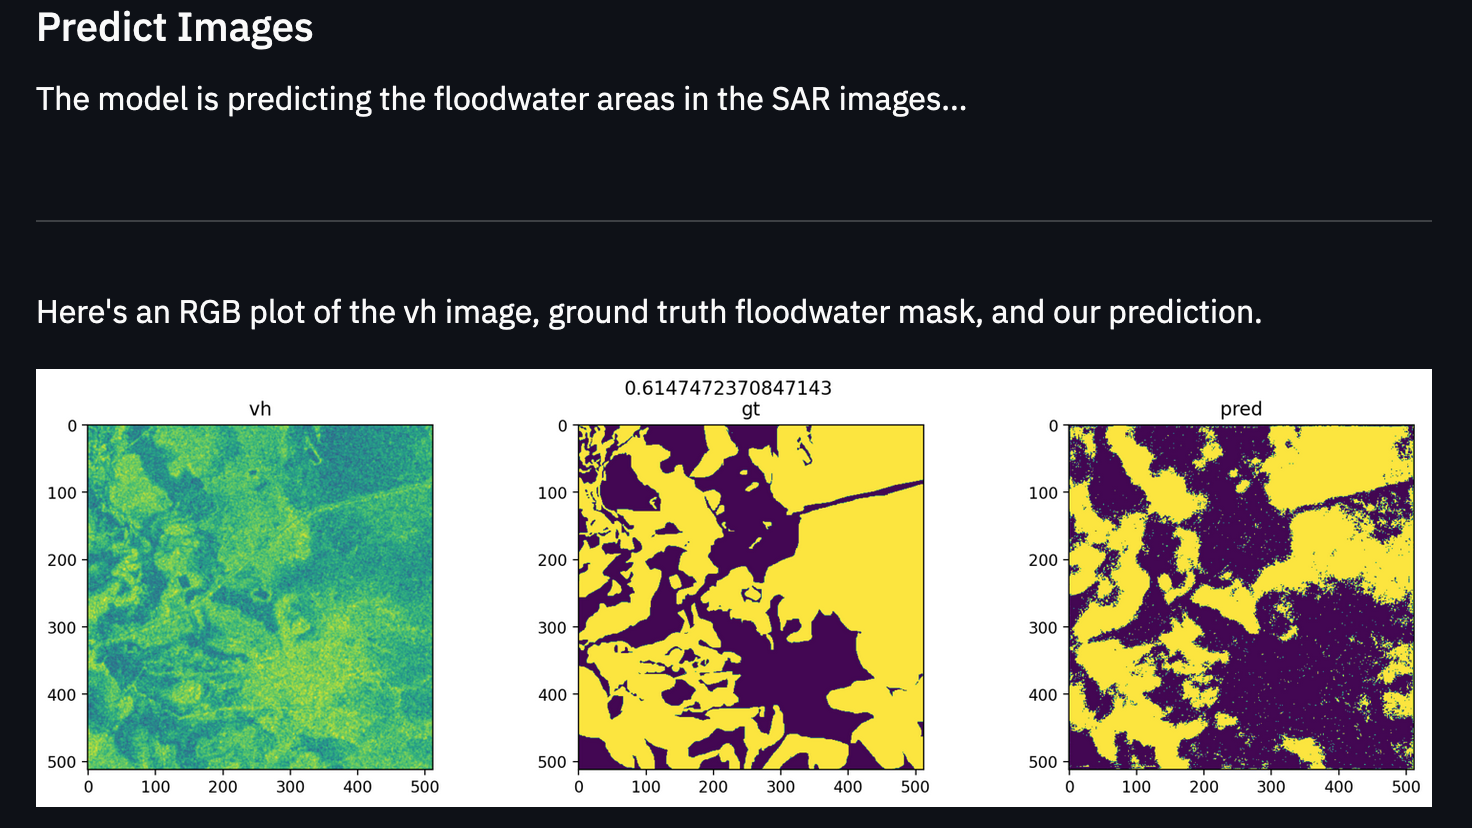 Predict Images
The model is predicting the floodwater areas in the SAR images...
Here's an RGB plot of the vh image, ground truth floodwater mask, and our prediction.
0.6147472370847143
vh
gt
pred
0
100
200
300
400
500
0 100 200 300 400 500
0
100
200
300
400
500
0 100 200 300 400 500
0
100
200
300
400
500
0 100 200 300 400 500